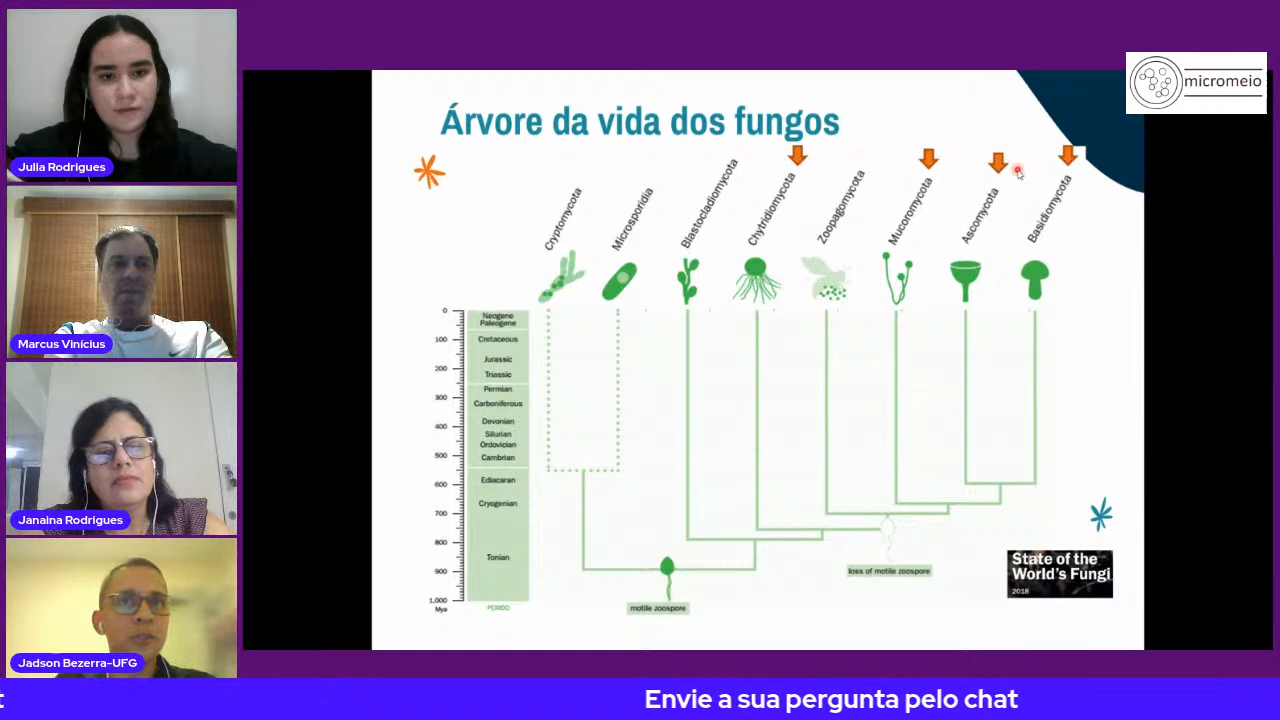 Julia Rodrigues
Marcus Vinícius
Janaina Rodrigues
Jadson Bezerra-UFG
micromeio
Árvore da vida dos fungos
Cryptomycota
Microsporidia
Blastocladiomycota
Chytridiomycota
Zoopagomycota
Mucoromycota
Ascomycota
Basidiomycota
0
100
200
300
400
500
600
700
800
900
1,000
Mya
Neogene
Paleogene
Cretaceous
Jurassic
Triassic
Permian
Carboniferous
Devonian
Silurian
Ordovician
Cambrian
Ediacaran
Cryogenian
Tonian
PERIOD
motile zoospore
loss of motile zoospore
State of the
World's Fungi
2018
t
Envie a sua pergunta pelo chat